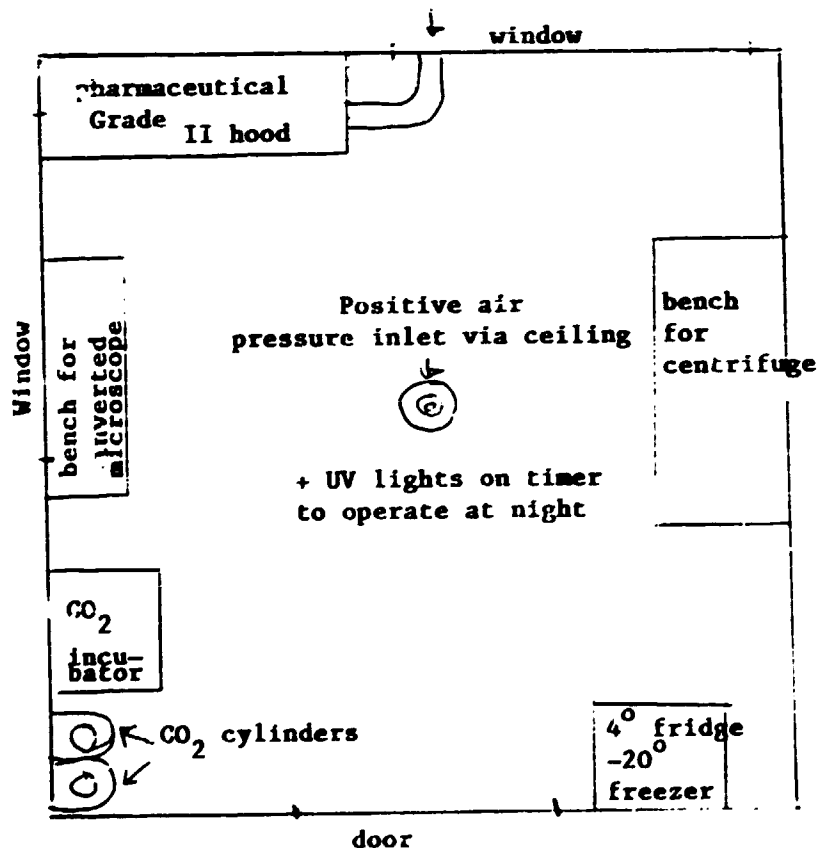 window
pharmaceutical
Grade II hood
Positive air
pressure inlet via ceiling
+ UV lights on timer
to operate at night
bench
for
centrifuge
Window
bench for
inverted
microscope
CO2
incu-
bator
CO2 cylinders
4° fridge
-20°
freezer
door